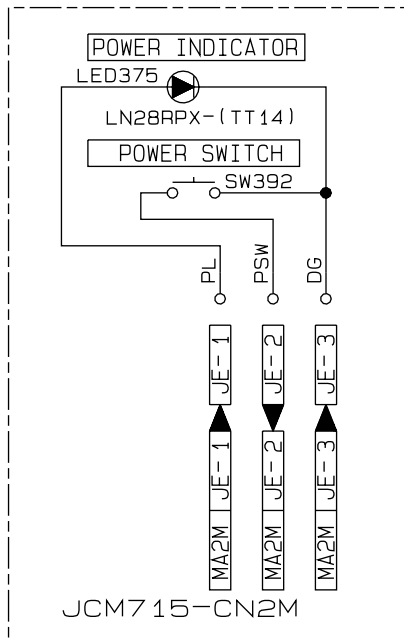 POWER INDICATOR
LED375
LN28RPX-(TT14)
POWER SWITCH
SW392
PL
PSW
DG
JE-1
JE-2
JE-3
MA2M JE-1
MA2M JE-2
MA2M JE-3
JCM715-CN2M